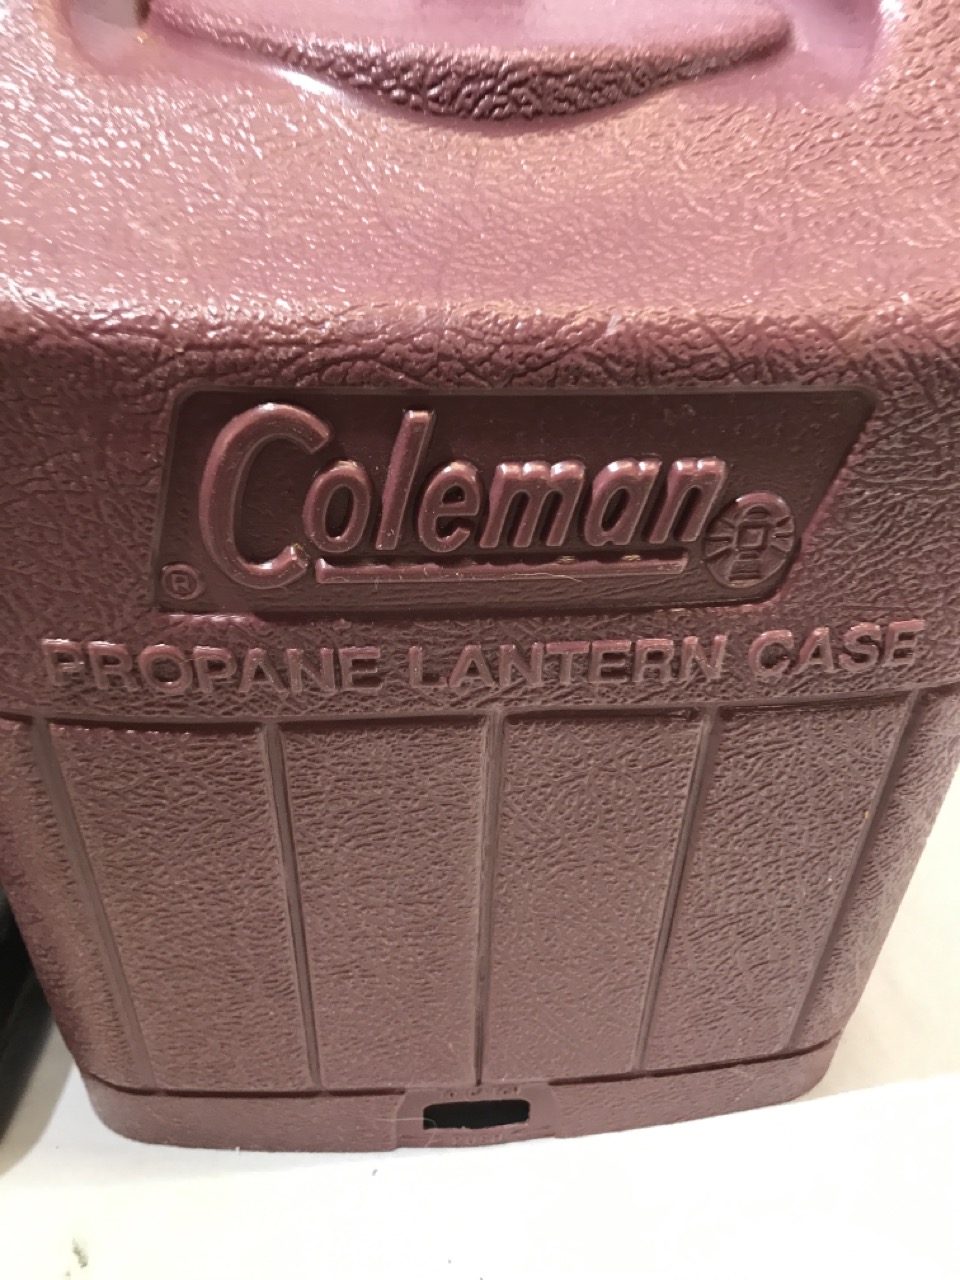 Coleman
®
PROPANE LANTERN CASE